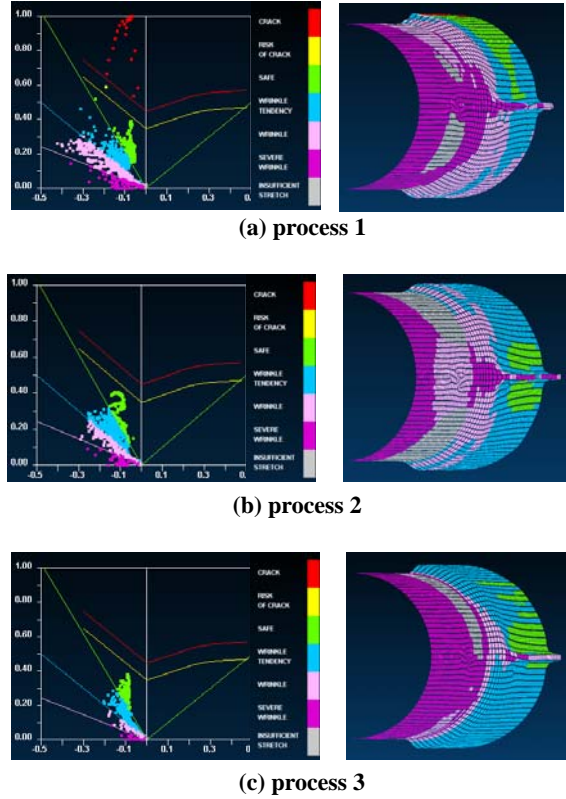 1.00
0.80
0.60
0.40
0.20
0.00
-0.5 -0.3 -0.1 0.1 0.3 0.
CRACK
RISK
OF CRACK
SAFE
WRINKLE
TENDENCY
WRINKLE
SEVERE
WRINKLE
INSUFFICIENT
STRETCH
(a) process 1
1.00
0.80
0.60
0.40
0.20
0.00
-0.5 -0.3 -0.1 0.1 0.3 0.
CRACK
RISK
OF CRACK
SAFE
WRINKLE
TENDENCY
WRINKLE
SEVERE
WRINKLE
INSUFFICIENT
STRETCH
(b) process 2
1.00
0.80
0.60
0.40
0.20
0.00
-0.5 -0.3 -0.1 0.1 0.3 0.
CRACK
RISK
OF CRACK
SAFE
WRINKLE
TENDENCY
WRINKLE
SEVERE
WRINKLE
INSUFFICIENT
STRETCH
(c) process 3